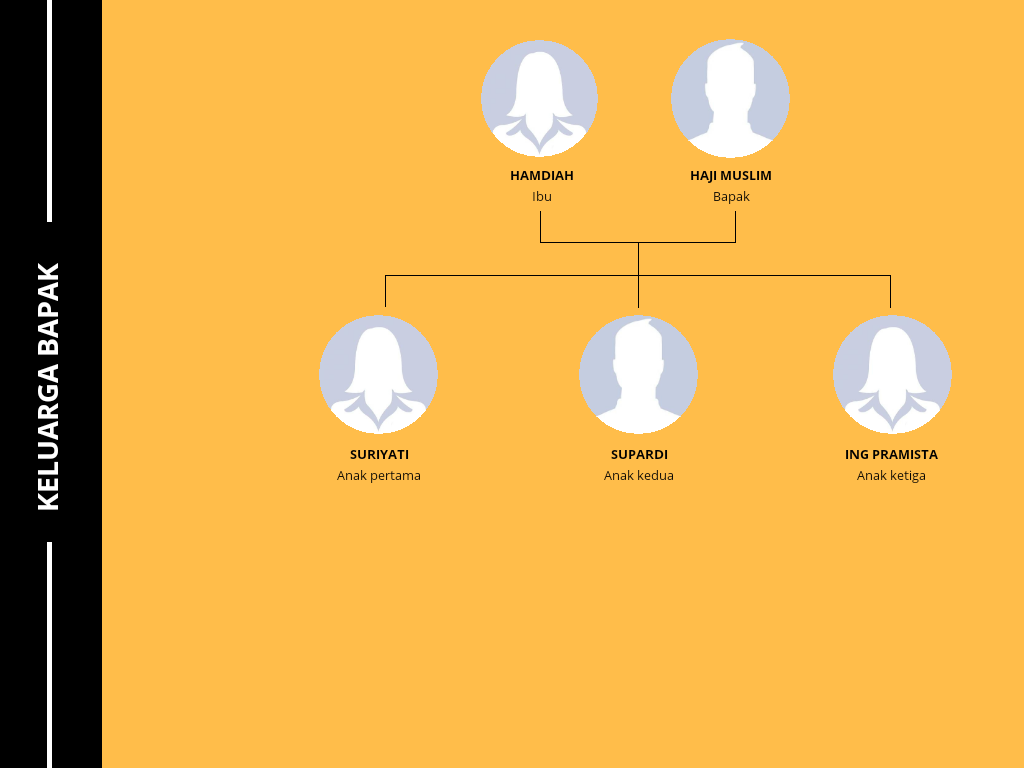 KELUARGA BAPAK
HAMDIAH
Ibu
HAJI MUSLIM
Bapak
SURIYATI
Anak pertama
SUPARDI
Anak kedua
ING PRAMISTA
Anak ketiga